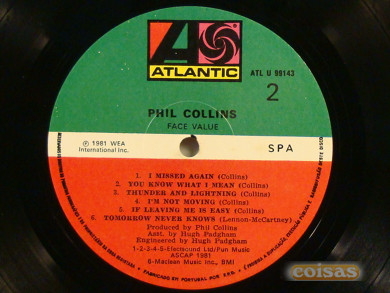 ATLANTIC
ATL U 99143
2
PHIL COLLINS
FACE VALUE
℗ 1981 WEA
International Inc.
SPA
1. I MISSED AGAIN (Collins)
2. YOU KNOW WHAT I MEAN (Collins)
3. THUNDER AND LIGHTNING (Collins)
4. I'M NOT MOVING (Collins)
5. IF LEAVING ME IS EASY (Collins)
6. TOMORROW NEVER KNOWS (Lennon-McCartney)
Produced by Phil Collins
Asst. by Hugh Padgham
Engineered by Hugh Padgham
1-2-3-4-5-Effectsound Ltd/Pun Music
ASCAP 1981
6-Maclean Music Inc., BMI
FABRICADO EM PORTUGAL POR
coisas